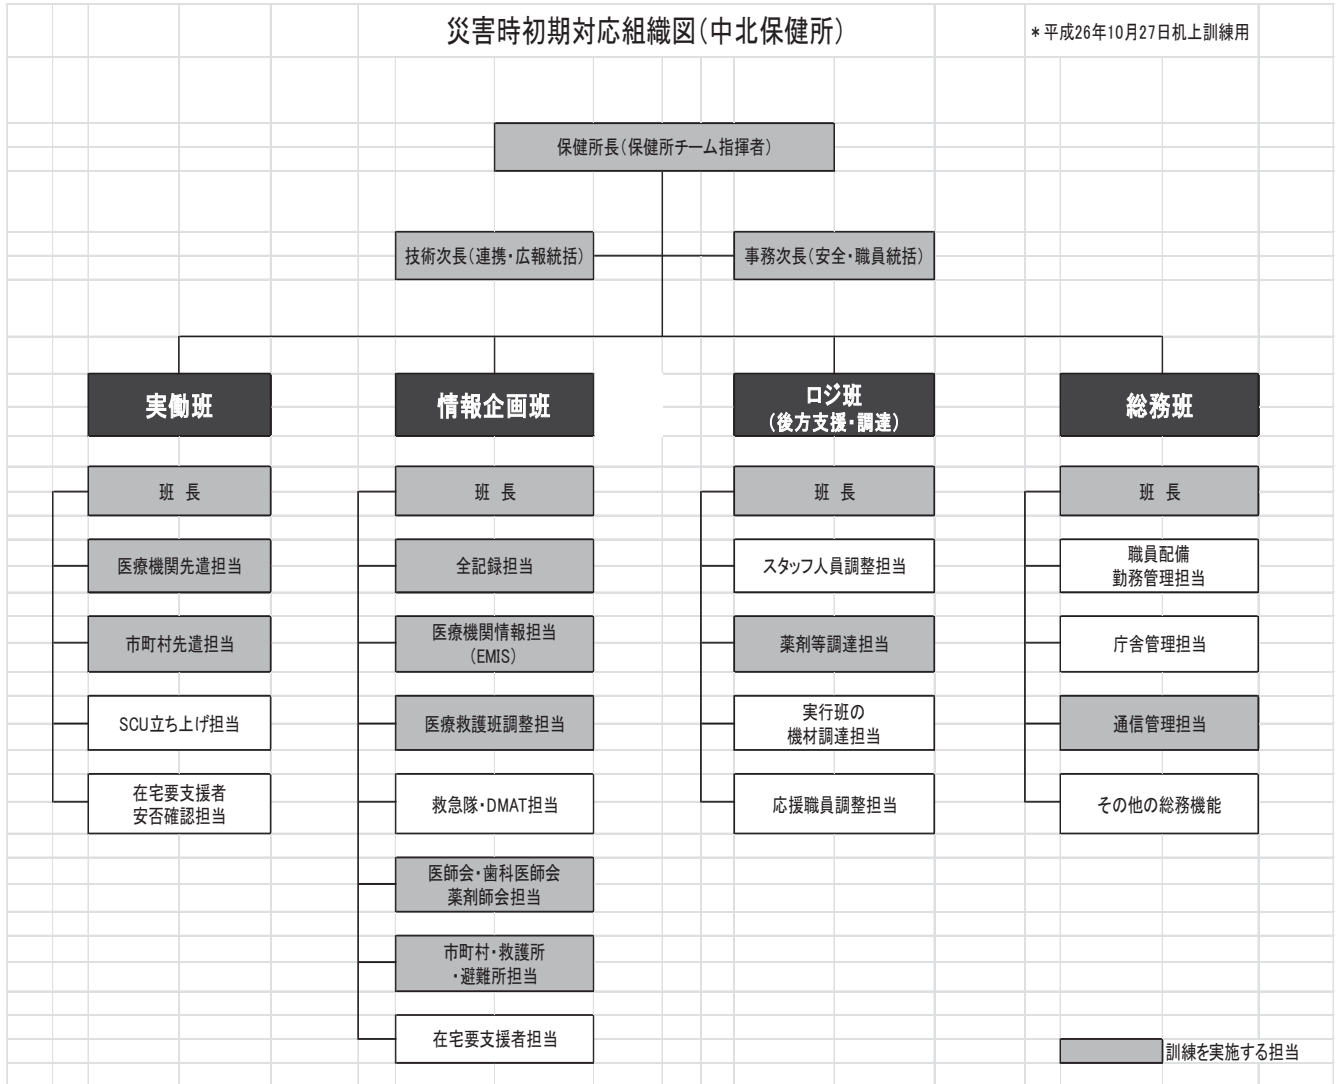 災害時初期対応組織図(中北保健所)
*平成26年10月27日机上訓練用
保健所長(保健所チーム指揮者)
技術次長(連携・広報統括)
事務次長(安全・職員統括)
実働班
班 長
医療機関先遣担当
市町村先遣担当
SCU立ち上げ担当
在宅要支援者
安否確認担当
情報企画班
班 長
全記録担当
医療機関情報担当
(EMIS)
医療救護班調整担当
救急隊・DMAT担当
医師会・歯科医師会
薬剤師会担当
市町村・救護所
・避難所担当
在宅要支援者担当
ロジ班
(後方支援・調達)
班 長
スタッフ人員調整担当
薬剤等調達担当
実行班の
機材調達担当
応援職員調整担当
総務班
班 長
職員配備
勤務管理担当
庁舎管理担当
通信管理担当
その他の総務機能
訓練を実施する担当